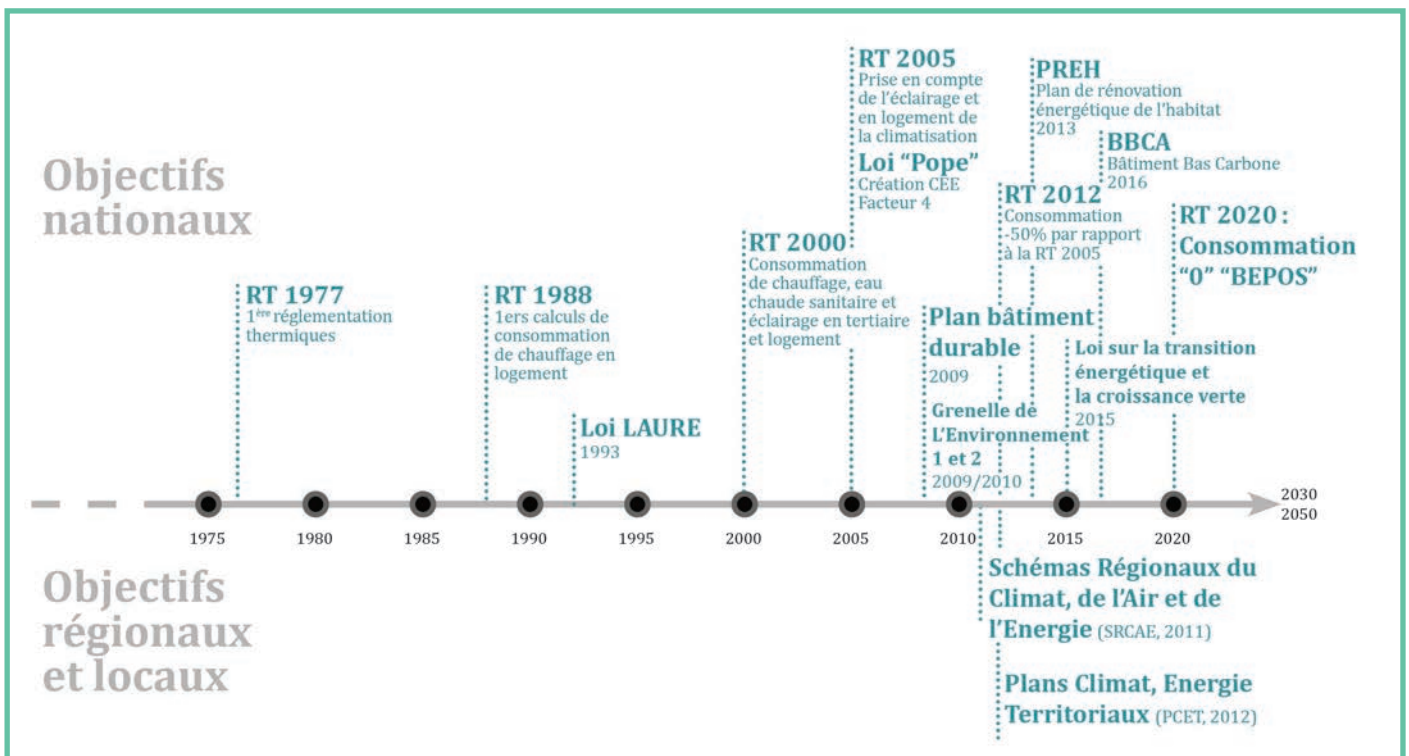 Objectifs
nationaux
RT 1977
1ère réglementation
thermiques
RT 1988
1ers calculs de
consommation
de chauffage en
logement
Loi LAURE
1993
RT 2000
Consommation
de chauffage, eau
chaude sanitaire et
éclairage en tertiaire
et logement
RT 2005
Prise en compte
de l'éclairage et
en logement de
la climatisation
Loi "Pope"
Création CEE
Facteur 4
Plan bâtiment
durable
2009
Grenelle de
L'Environnement
1 et 2
2009/2010
RT 2012
Consommation
-50% par rapport
à la RT 2005
PREH
Plan de rénovation
énergétique de l'habitat
2013
BBCA
Bâtiment Bas Carbone
2016
Loi sur la transition
énergétique et
la croissance verte
2015
RT 2020 :
Consommation
"0" "BEPOS"
1975
1980
1985
1990
1995
2000
2005
2010
2015
2020
2030
2050
Objectifs
régionaux
et locaux
Schémas Régionaux du
Climat, de l'Air et de
l'Energie (SRCAE, 2011)
Plans Climat, Energie
Territoriaux (PCET, 2012)